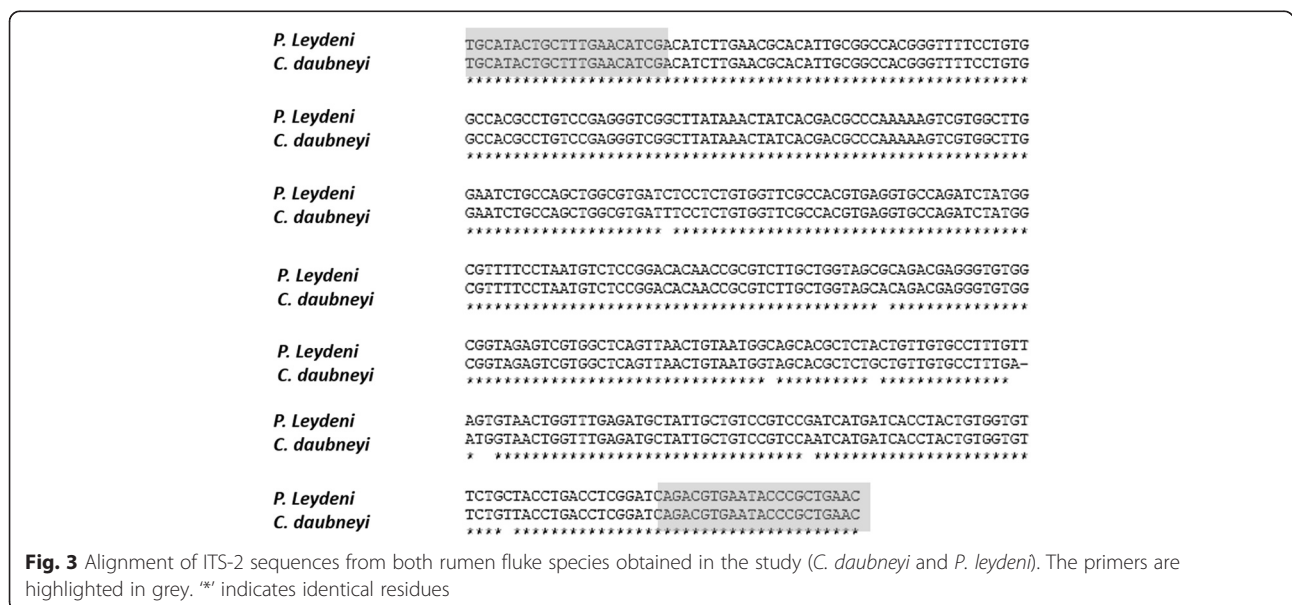 P. Leydeni TGCATACTGCTTTGAACATCGACATCTTGAACGCACATTGCGGCCACGGGTTTTCCTGTG
C. daubneyi TGCATACTGCTTTGAACATCGACATCTTGAACGCACATTGCGGCCACGGGTTTTCCTGTG
************************************************************
P. Leydeni GCCACGCCTGTCCGAGGGTCGGCTTATAAACTATCACGACGCCCAAAAAGTCGTGGCTTG
C. daubneyi GCCACGCCTGTCCGAGGGTCGGCTTATAAACTATCACGACGCCCAAAAAGTCGTGGCTTG
************************************************************
P. Leydeni GAATCTGCCAGCTGGCGTGATCTCCTCTGTGGTTCGCCACGTGAGGTGCCAGATCTATGG
C. daubneyi GAATCTGCCAGCTGGCGTGATTTCCTCTGTGGTTCGCCACGTGAGGTGCCAGATCTATGG
********************* **************************************
P. Leydeni CGTTTTCCTAATGTCTCCGGACACAACCGCGTCTTGCTGGTAGCGCAGACGAGGGTGTGG
C. daubneyi CGTTTTCCTAATGTCTCCGGACACAACCGCGTCTTGCTGGTAGCACAGACGAGGGTGTGG
******************************************** ***************
P. Leydeni CGGTAGAGTCGTGGCTCAGTTAACTGTAATGGCAGCACGCTCTACTGTTGTGCCTTTGTT
C. daubneyi CGGTAGAGTCGTGGCTCAGTTAACTGTAATGGTAGCACGCTCTGCTGTTGTGCCTTTGA-
******************************** ********** **************
P. Leydeni AGTGTAACTGGTTTGAGATGCTATTGCTGTCCGTCCGATCATGATCACCTACTGTGGTGT
C. daubneyi ATGGTAACTGGTTTGAGATGCTATTGCTGTCCGTCCAATCATGATCACCTACTGTGGTGT
*  ********************************* ***********************
P. Leydeni TCTGCTACCTGACCTCGGATCAGACGTGAATACCCGCTGAAC
C. daubneyi TCTGTTACCTGACCTCGGATCAGACGTGAATACCCGCTGAAC
**** *************************************
Fig. 3 Alignment of ITS-2 sequences from both rumen fluke species obtained in the study (C. daubneyi and P. leydeni). The primers are
highlighted in grey. '*' indicates identical residues